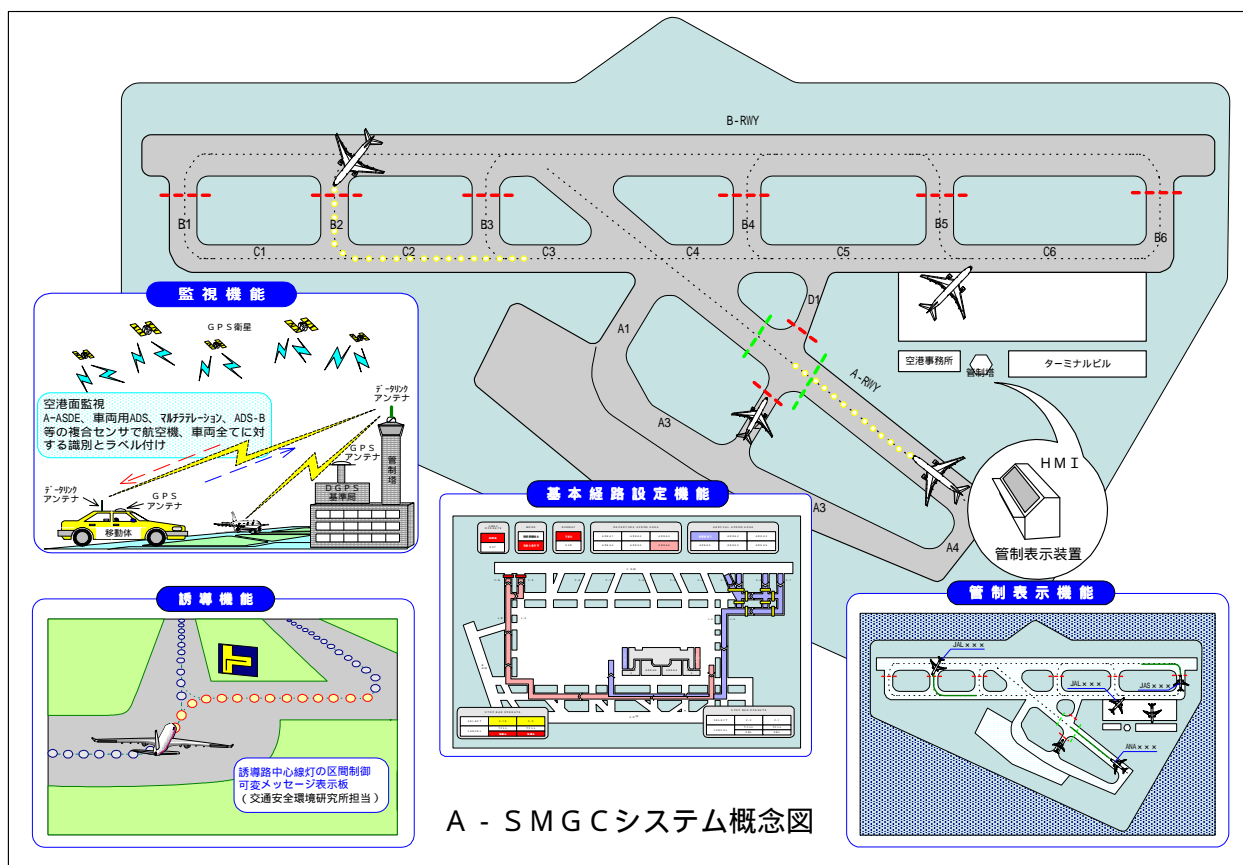 B-RWY
B1
B2
B3
B4
B5
B6
C1
C2
C3
C4
C5
C6
D1
A1
A-RWY
A3
A3
A4
空港事務所
管制塔
ターミナルビル
HMI
管制表示装置
監視機能
GPS衛星
データリンク
アンテナ
空港面監視
A-ASDE、車両用ADS、マルチラテレーション、ADS-B
等の複合センサで航空機、車両全てに対
する識別とラベル付け
GPS
アンテナ
管制塔
DGPS
基準局
データリンク
アンテナ
GPS
アンテナ
移動体
基本経路設定機能
誘導機能
誘導路中心線灯の区間制御
可変メッセージ表示板
(交通安全環境研究所担当)
管制表示機能
JAL×××
JAL×××
JAS×××
ANA×××
A-SMGCシステム概念図